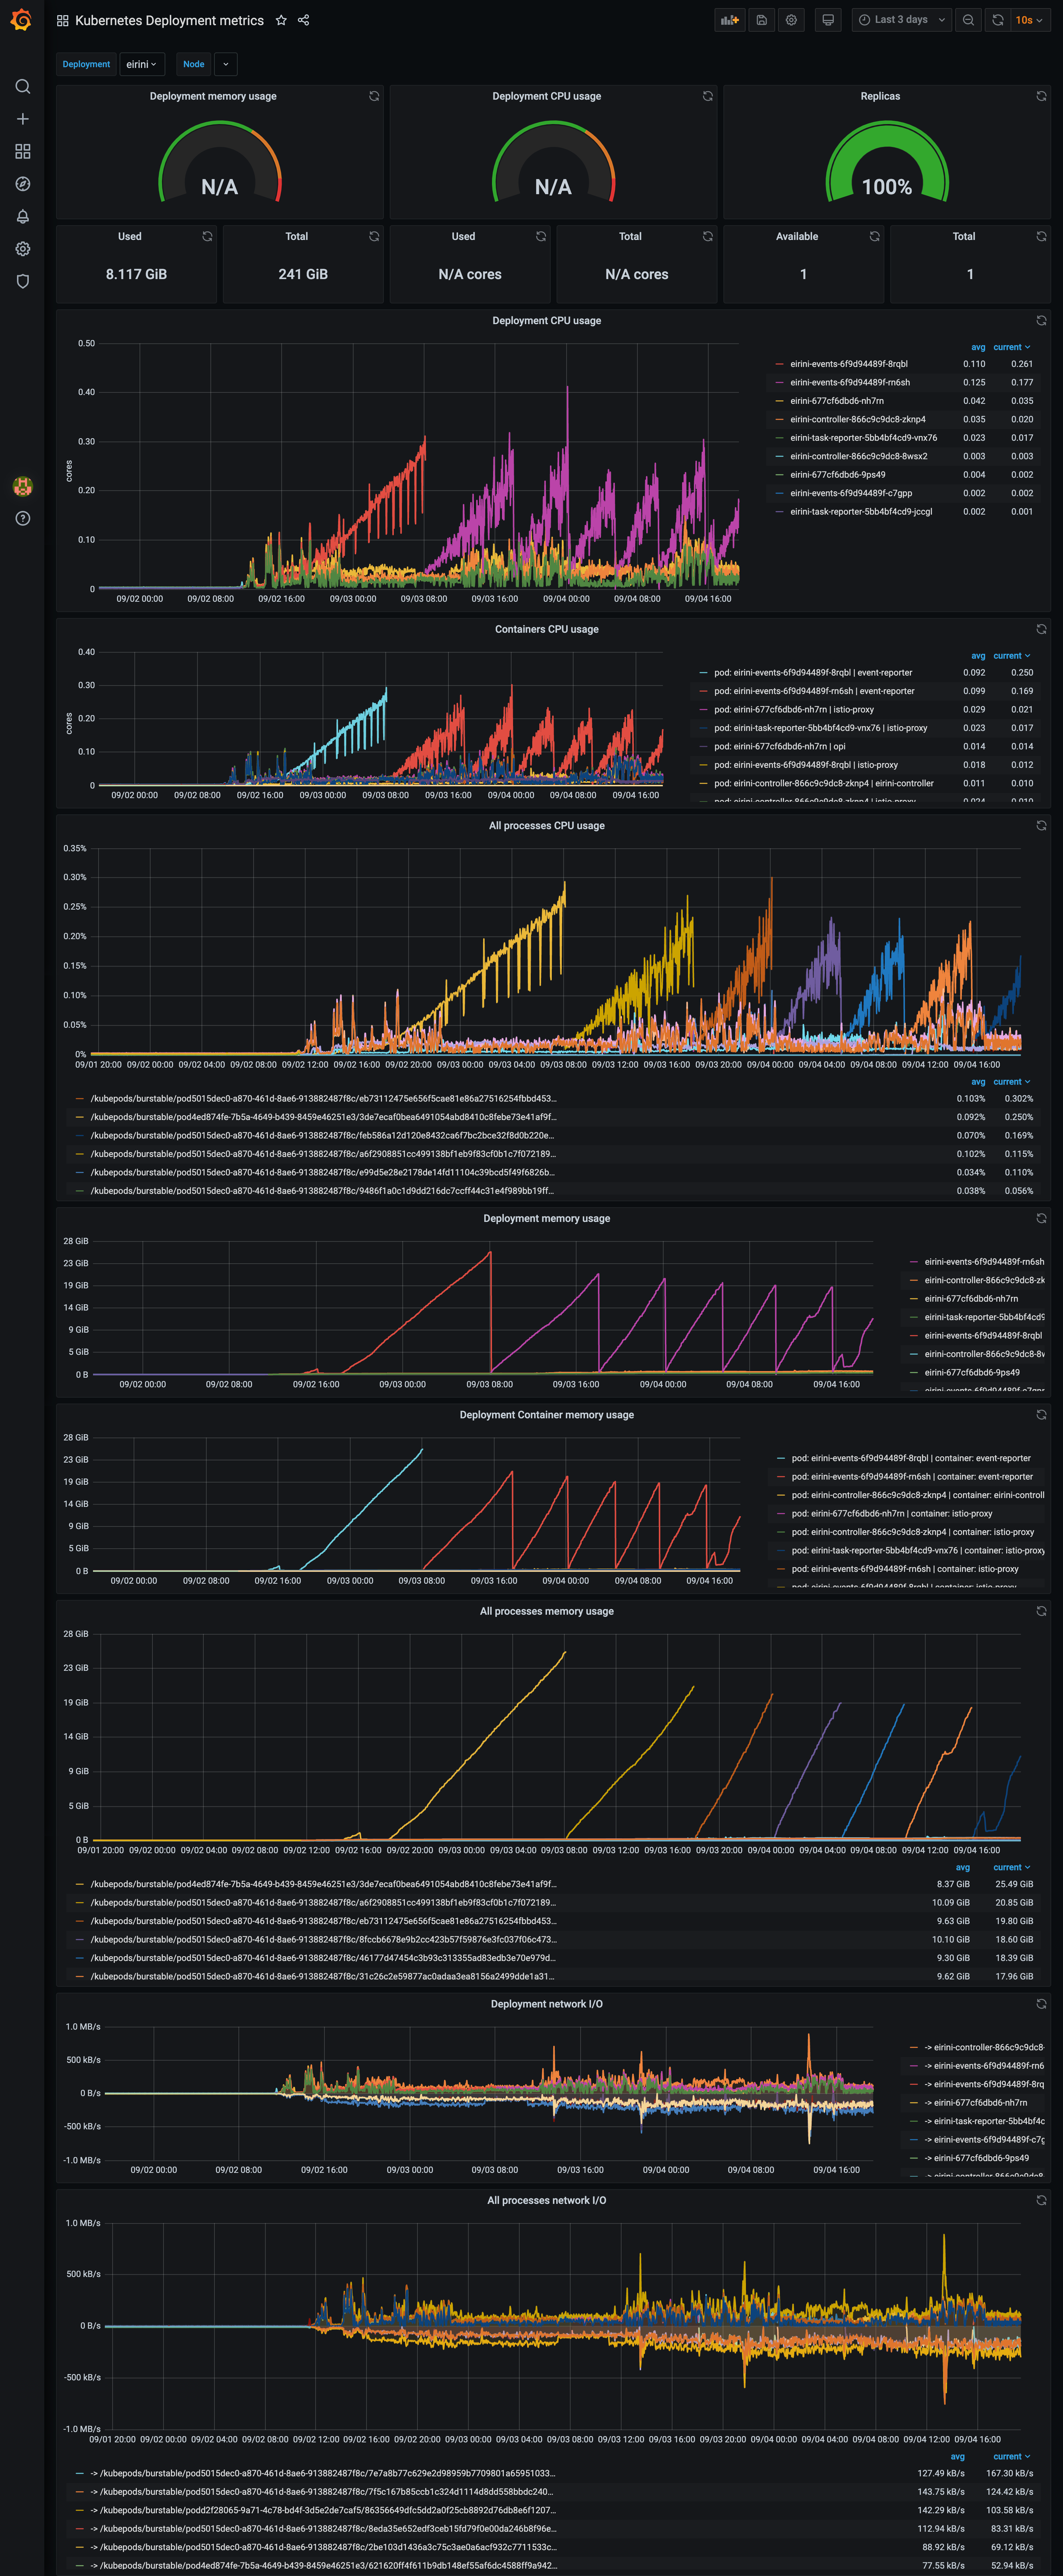 Kubernetes Deployment metrics
Last 3 days
10s
Deployment eirini Node
Deployment memory usage
N/A
Deployment CPU usage
N/A
Replicas
100%
Used
8.117 GiB
Total
241 GiB
Used
N/A cores
Total
N/A cores
Available
1
Total
1
Deployment CPU usage
cores
0.50
0.40
0.30
0.20
0.10
0
09/02 00:00 09/02 08:00 09/02 16:00 09/03 00:00 09/03 08:00 09/03 16:00 09/04 00:00 09/04 08:00 09/04 16:00
avg current
eirini-events-6f9d94489f-8rqbl 0.110 0.261
eirini-events-6f9d94489f-rn6sh 0.125 0.177
eirini-677cf6dbd6-nh7rn 0.042 0.035
eirini-controller-866c9c9dc8-zknp4 0.035 0.020
eirini-task-reporter-5bb4bf4cd9-vnx76 0.023 0.017
eirini-controller-866c9c9dc8-8wsx2 0.003 0.003
eirini-677cf6dbd6-9ps49 0.004 0.002
eirini-events-6f9d94489f-c7gpp 0.002 0.002
eirini-task-reporter-5bb4bf4cd9-jccgl 0.002 0.001
Containers CPU usage
cores
0.40
0.30
0.20
0.10
0
09/02 00:00 09/02 08:00 09/02 16:00 09/03 00:00 09/03 08:00 09/03 16:00 09/04 00:00 09/04 08:00 09/04 16:00
avg current
pod: eirini-events-6f9d94489f-8rqbl | event-reporter 0.092 0.250
pod: eirini-events-6f9d94489f-rn6sh | event-reporter 0.099 0.169
pod: eirini-677cf6dbd6-nh7rn | istio-proxy 0.029 0.021
pod: eirini-task-reporter-5bb4bf4cd9-vnx76 | istio-proxy 0.023 0.017
pod: eirini-677cf6dbd6-nh7rn | opi 0.014 0.014
pod: eirini-events-6f9d94489f-8rqbl | istio-proxy 0.018 0.012
pod: eirini-controller-866c9c9dc8-zknp4 | eirini-controller 0.011 0.010
pod: eirini-controller-866c9c9dc8-zknp4 | istio-proxy 0.024 0.010
All processes CPU usage
0.35%
0.30%
0.25%
0.20%
0.15%
0.10%
0.05%
0%
09/01 20:00 09/02 00:00 09/02 04:00 09/02 08:00 09/02 12:00 09/02 16:00 09/02 20:00 09/03 00:00 09/03 04:00 09/03 08:00 09/03 12:00 09/03 16:00 09/03 20:00 09/04 00:00 09/04 04:00 09/04 08:00 09/04 12:00 09/04 16:00
avg current
/kubepods/burstable/pod5015dec0-a870-461d-8ae6-913882487f8c/eb73112475e656f5cae81e86a27516254fbbd453... 0.103% 0.302%
/kubepods/burstable/pod4ed874fe-7b5a-4649-b439-8459e46251e3/3de7ecaf0bea6491054abd8410c8febe73e41af9f... 0.092% 0.250%
/kubepods/burstable/pod5015dec0-a870-461d-8ae6-913882487f8c/feb586a12d120e8432ca6f7bc2bce32f8d0b220e... 0.070% 0.169%
/kubepods/burstable/pod5015dec0-a870-461d-8ae6-913882487f8c/a6f2908851cc499138bf1eb9f83cf0b1c7f072189... 0.102% 0.115%
/kubepods/burstable/pod5015dec0-a870-461d-8ae6-913882487f8c/e99d5e28e2178de14fd11104c39bcd5f49f6826b... 0.034% 0.110%
/kubepods/burstable/pod5015dec0-a870-461d-8ae6-913882487f8c/9486f1a0c1d9dd216dc7ccff44c31e4f989bb19ff... 0.038% 0.056%
Deployment memory usage
28 GiB
23 GiB
19 GiB
14 GiB
9 GiB
5 GiB
0 B
09/02 00:00 09/02 08:00 09/02 16:00 09/03 00:00 09/03 08:00 09/03 16:00 09/04 00:00 09/04 08:00 09/04 16:00
eirini-events-6f9d94489f-rn6sh
eirini-controller-866c9c9dc8-zk
eirini-677cf6dbd6-nh7rn
eirini-task-reporter-5bb4bf4cd9
eirini-events-6f9d94489f-8rqbl
eirini-controller-866c9c9dc8-8w
eirini-677cf6dbd6-9ps49
eirini-events-6f9d94489f-c7gpp
Deployment Container memory usage
28 GiB
23 GiB
19 GiB
14 GiB
9 GiB
5 GiB
0 B
09/02 00:00 09/02 08:00 09/02 16:00 09/03 00:00 09/03 08:00 09/03 16:00 09/04 00:00 09/04 08:00 09/04 16:00
pod: eirini-events-6f9d94489f-8rqbl | container: event-reporter
pod: eirini-events-6f9d94489f-rn6sh | container: event-reporter
pod: eirini-controller-866c9c9dc8-zknp4 | container: eirini-controll
pod: eirini-677cf6dbd6-nh7rn | container: istio-proxy
pod: eirini-controller-866c9c9dc8-zknp4 | container: istio-proxy
pod: eirini-task-reporter-5bb4bf4cd9-vnx76 | container: istio-proxy
pod: eirini-events-6f9d94489f-rn6sh | container: istio-proxy
pod: eirini-events-6f9d94489f-8rqbl | container: istio-proxy
All processes memory usage
28 GiB
23 GiB
19 GiB
14 GiB
9 GiB
5 GiB
0 B
09/01 20:00 09/02 00:00 09/02 04:00 09/02 08:00 09/02 12:00 09/02 16:00 09/02 20:00 09/03 00:00 09/03 04:00 09/03 08:00 09/03 12:00 09/03 16:00 09/03 20:00 09/04 00:00 09/04 04:00 09/04 08:00 09/04 12:00 09/04 16:00
avg current
/kubepods/burstable/pod4ed874fe-7b5a-4649-b439-8459e46251e3/3de7ecaf0bea6491054abd8410c8febe73e41af9f... 8.37 GiB 25.49 GiB
/kubepods/burstable/pod5015dec0-a870-461d-8ae6-913882487f8c/a6f2908851cc499138bf1eb9f83cf0b1c7f072189... 10.09 GiB 20.85 GiB
/kubepods/burstable/pod5015dec0-a870-461d-8ae6-913882487f8c/eb73112475e656f5cae81e86a27516254fbbd453... 9.63 GiB 19.80 GiB
/kubepods/burstable/pod5015dec0-a870-461d-8ae6-913882487f8c/8fccb6678e9b2cc423b57f59876e3fc037f06c473... 10.10 GiB 18.60 GiB
/kubepods/burstable/pod5015dec0-a870-461d-8ae6-913882487f8c/46177d47454c3b93c313355ad83edb3e70e979d... 9.30 GiB 18.39 GiB
/kubepods/burstable/pod5015dec0-a870-461d-8ae6-913882487f8c/31c26c2e59877ac0adaa3ea8156a2499dde1a31... 9.62 GiB 17.96 GiB
Deployment network I/O
1.0 MB/s
500 kB/s
0 B/s
-500 kB/s
-1.0 MB/s
09/02 00:00 09/02 08:00 09/02 16:00 09/03 00:00 09/03 08:00 09/03 16:00 09/04 00:00 09/04 08:00 09/04 16:00
-> eirini-controller-866c9c9dc8-
-> eirini-events-6f9d94489f-rn6
-> eirini-events-6f9d94489f-8rq
-> eirini-677cf6dbd6-nh7rn
-> eirini-task-reporter-5bb4bf4c
-> eirini-events-6f9d94489f-c7g
-> eirini-677cf6dbd6-9ps49
-> eirini-controller-866c9c9dc8
All processes network I/O
1.0 MB/s
500 kB/s
0 B/s
-500 kB/s
-1.0 MB/s
09/01 20:00 09/02 00:00 09/02 04:00 09/02 08:00 09/02 12:00 09/02 16:00 09/02 20:00 09/03 00:00 09/03 04:00 09/03 08:00 09/03 12:00 09/03 16:00 09/03 20:00 09/04 00:00 09/04 04:00 09/04 08:00 09/04 12:00 09/04 16:00
avg current
-> /kubepods/burstable/pod5015dec0-a870-461d-8ae6-913882487f8c/7e7a8b77c629e2d98959b7709801a65951033... 127.49 kB/s 167.30 kB/s
-> /kubepods/burstable/pod5015dec0-a870-461d-8ae6-913882487f8c/7f5c167b85ccb1c324d1114d8dd558bbdc240... 143.75 kB/s 124.42 kB/s
-> /kubepods/burstable/podd2f28065-9a71-4c78-bd4f-3d5e2de7caf5/86356649dfc5dd2a0f25cb8892d76db8e6f1207... 142.29 kB/s 103.58 kB/s
-> /kubepods/burstable/pod5015dec0-a870-461d-8ae6-913882487f8c/8eda35e652edf3ceb15fd79f0e00da246b8f96e... 112.94 kB/s 83.31 kB/s
-> /kubepods/burstable/pod5015dec0-a870-461d-8ae6-913882487f8c/2be103d1436a3c75c3ae0a6acf932c7711533c... 88.92 kB/s 69.12 kB/s
-> /kubepods/burstable/pod4ed874fe-7b5a-4649-b439-8459e46251e3/621620ff4f611b9db148ef55af6dc4588ff9a942... 77.55 kB/s 52.94 kB/s